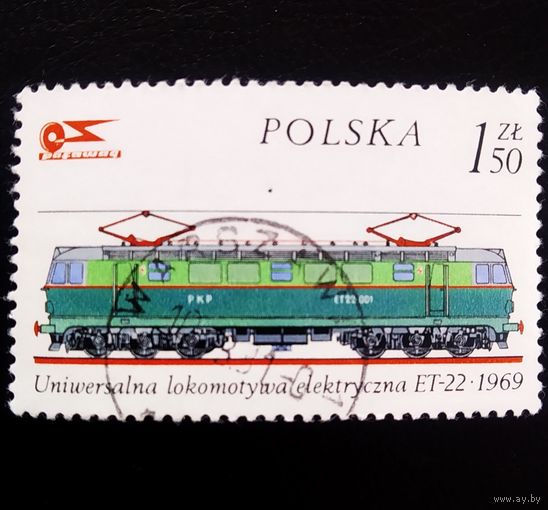 POLSKA
1 ZŁ
50
pafawag
PKP
ET22 001
Uniwersalna lokomotywa elektryczna ET-22 · 1969
www.ay.by